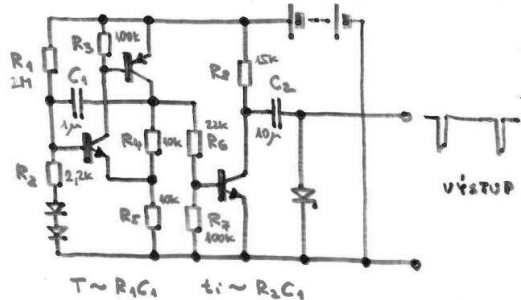 R3 100k
R1 2M
C1 1μ
R8 15k
C2 10μ
R4 10k
22k R6
R2 2,2k
R5 10k
R7 100k
VÝSTUP
T ~ R1C1 ti ~ R2C1